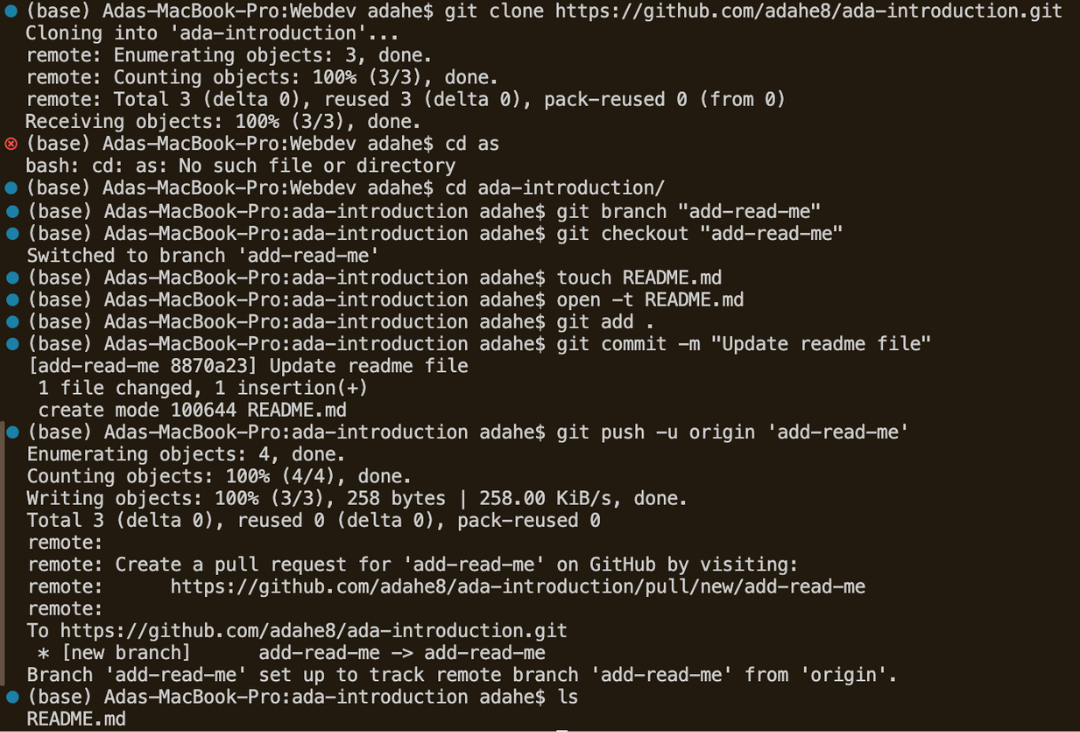 (base) Adas-MacBook-Pro:Webdev adahe$ git clone https://github.com/adahe8/ada-introduction.git
Cloning into 'ada-introduction'...
remote: Enumerating objects: 3, done.
remote: Counting objects: 100% (3/3), done.
remote: Total 3 (delta 0), reused 3 (delta 0), pack-reused 0 (from 0)
Receiving objects: 100% (3/3), done.
(base) Adas-MacBook-Pro:Webdev adahe$ cd as
bash: cd: as: No such file or directory
(base) Adas-MacBook-Pro:Webdev adahe$ cd ada-introduction/
(base) Adas-MacBook-Pro:ada-introduction adahe$ git branch "add-read-me"
(base) Adas-MacBook-Pro:ada-introduction adahe$ git checkout "add-read-me"
Switched to branch 'add-read-me'
(base) Adas-MacBook-Pro:ada-introduction adahe$ touch README.md
(base) Adas-MacBook-Pro:ada-introduction adahe$ open -t README.md
(base) Adas-MacBook-Pro:ada-introduction adahe$ git add .
(base) Adas-MacBook-Pro:ada-introduction adahe$ git commit -m "Update readme file"
[add-read-me 8870a23] Update readme file
1 file changed, 1 insertion(+)
create mode 100644 README.md
(base) Adas-MacBook-Pro:ada-introduction adahe$ git push -u origin 'add-read-me'
Enumerating objects: 4, done.
Counting objects: 100% (4/4), done.
Writing objects: 100% (3/3), 258 bytes | 258.00 KiB/s, done.
Total 3 (delta 0), reused 0 (delta 0), pack-reused 0
remote:
remote: Create a pull request for 'add-read-me' on GitHub by visiting:
remote:      https://github.com/adahe8/ada-introduction/pull/new/add-read-me
remote:
To https://github.com/adahe8/ada-introduction.git
* [new branch]      add-read-me -> add-read-me
Branch 'add-read-me' set up to track remote branch 'add-read-me' from 'origin'.
(base) Adas-MacBook-Pro:ada-introduction adahe$ ls
README.md